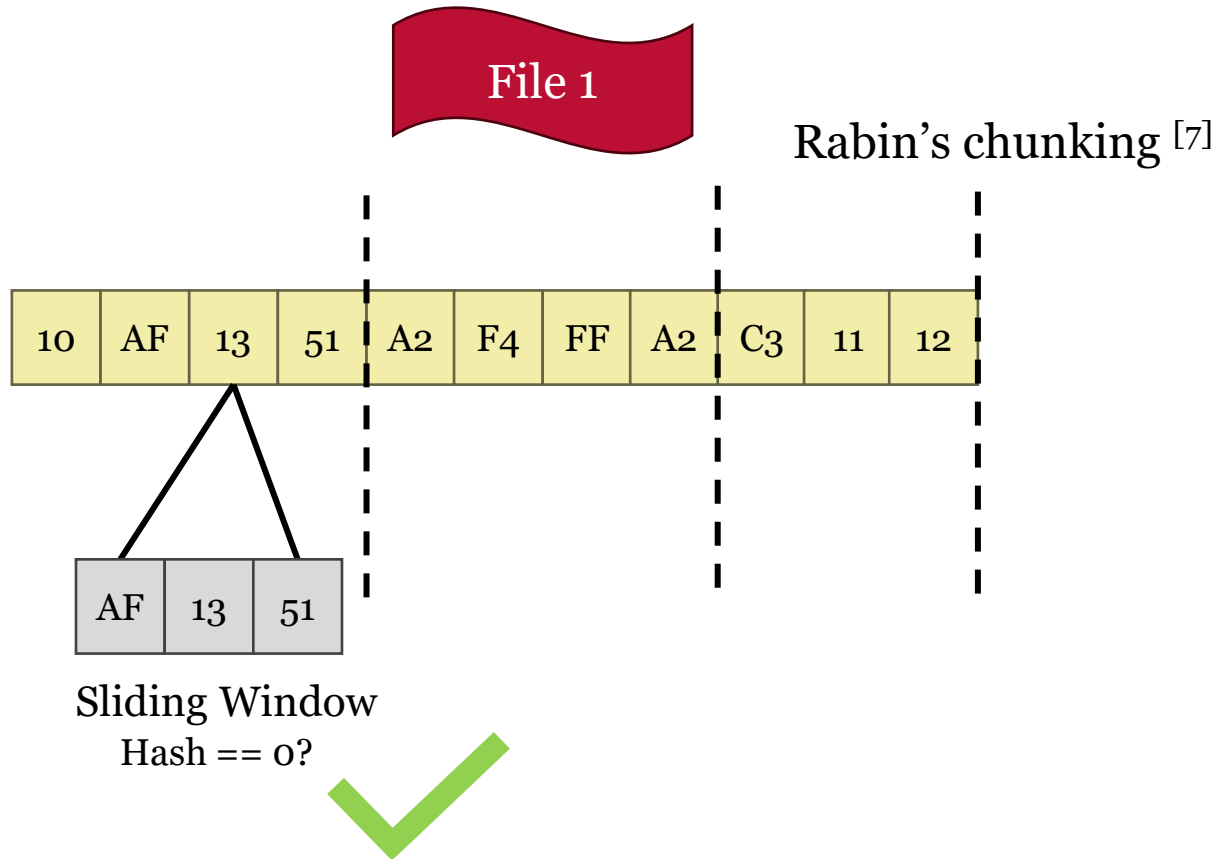 File 1
Rabin's chunking [7]
10 AF 13 51 A2 F4 FF A2 C3 11 12
AF 13 51
Sliding Window
Hash == 0?